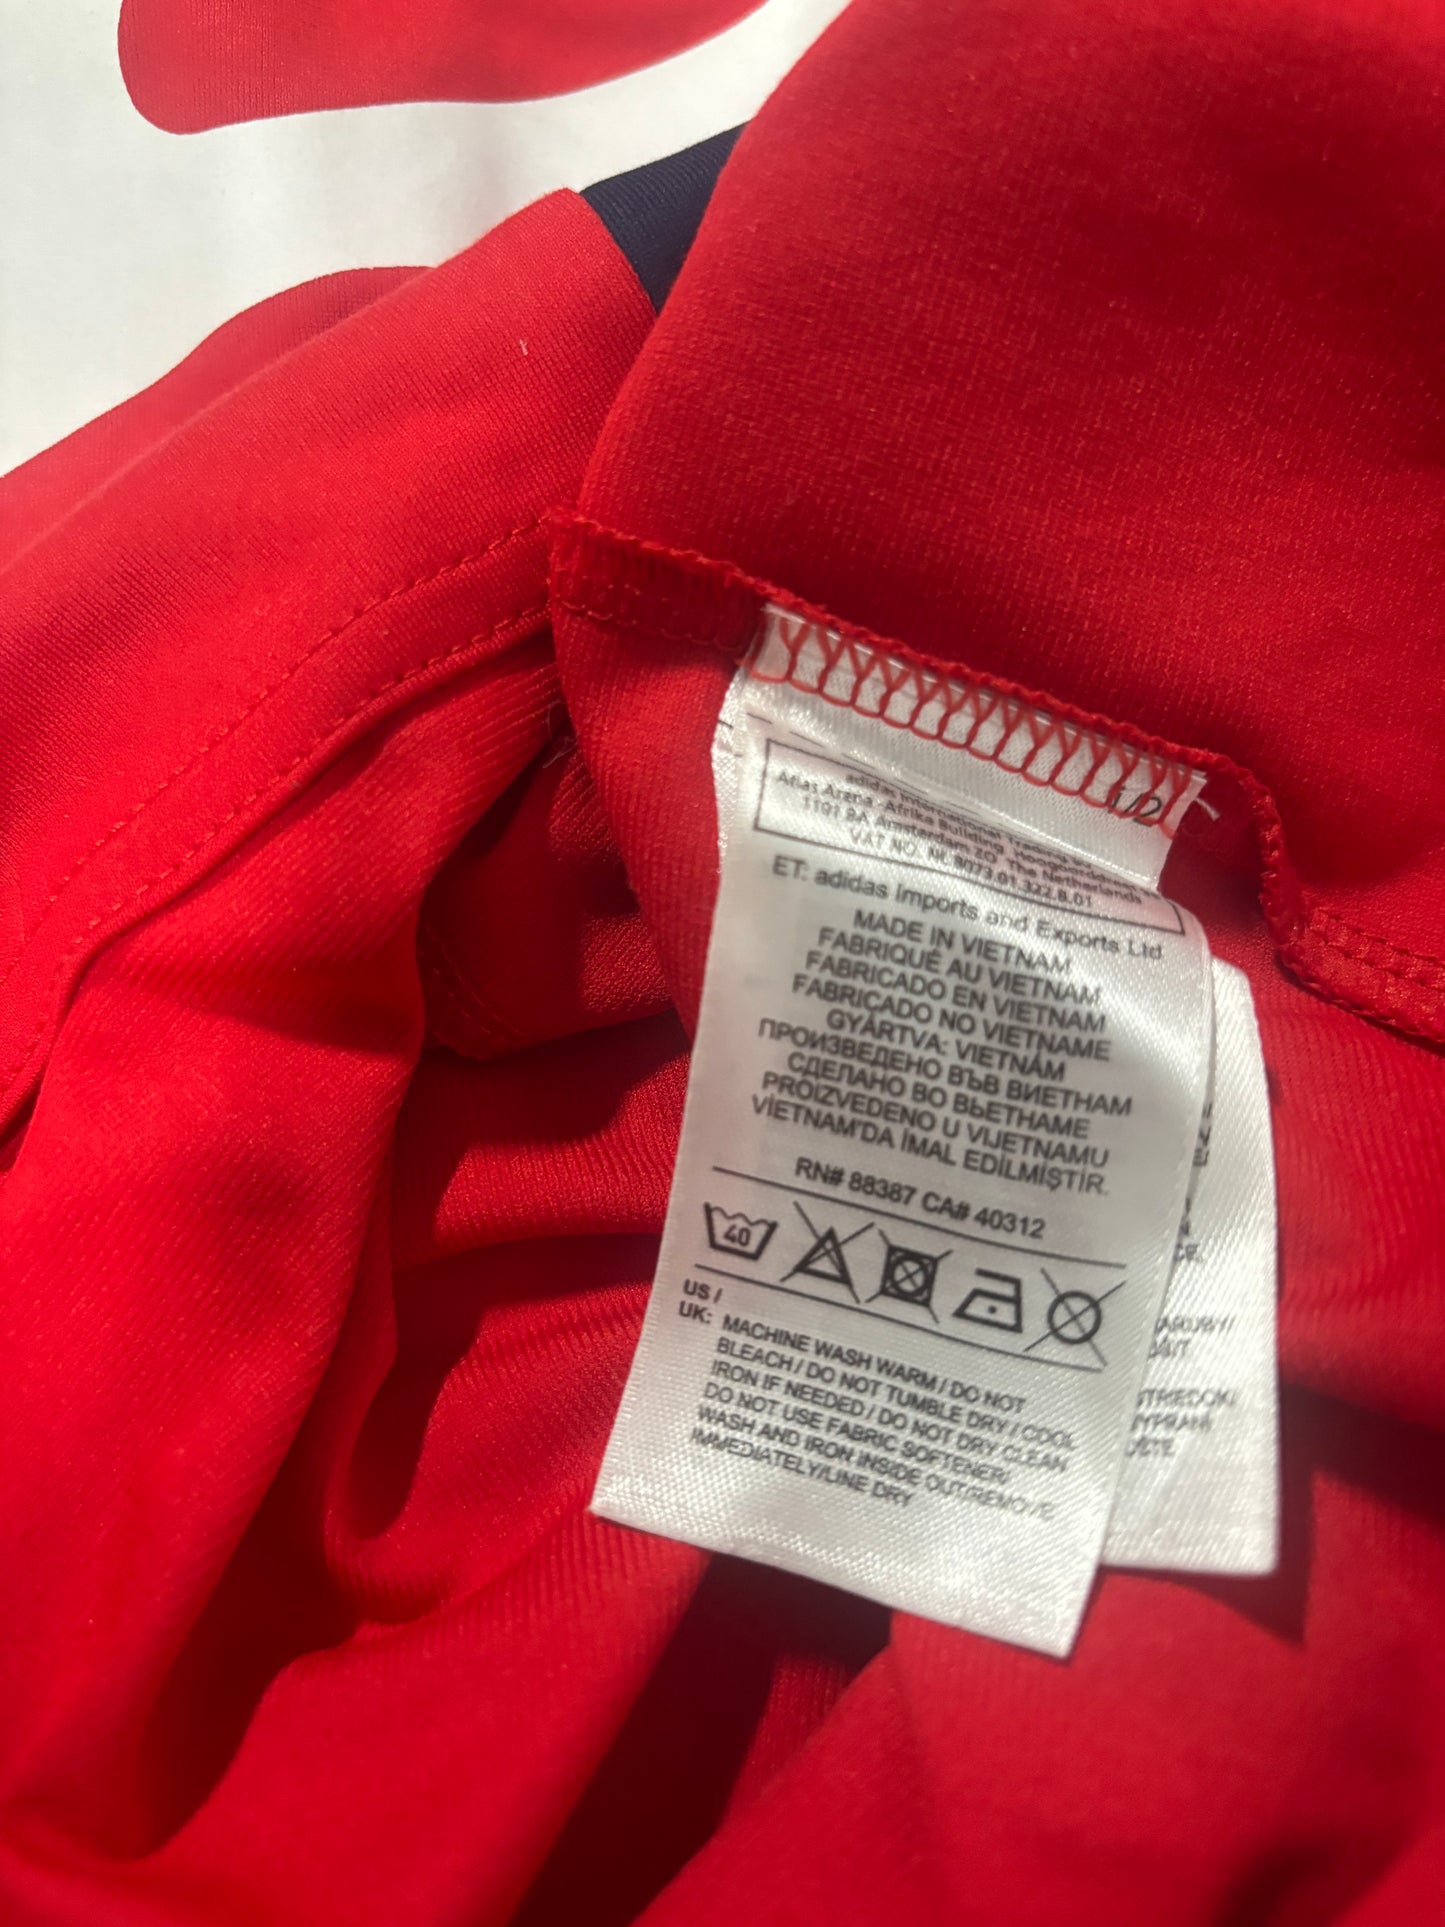 1/2
adidas International Trading
Atlas Arena - Afrika Building, Hoogoorddreef
1101 BA Amsterdam ZO The Netherlands
VAT NO. NL 8073.01.322.B.01
ET: adidas Imports and Exports Ltd
MADE IN VIETNAM
FABRIQUÉ AU VIETNAM
FABRICADO EN VIETNAM
FABRICADO NO VIETNAME
GYÁRTVA: VIETNÁM
ПРОИЗВЕДЕНО ВЪВ ВИЕТНАМ
СДЕЛАНО ВО ВЬЕТНАМЕ
PROIZVEDENO U VIJETNAMU
VİETNAM'DA İMAL EDİLMİŞTİR.
RN# 88387 CA# 40312
40
US /
UK: MACHINE WASH WARM / DO NOT
BLEACH / DO NOT TUMBLE DRY / COOL
IRON IF NEEDED / DO NOT DRY CLEAN
DO NOT USE FABRIC SOFTENER/
WASH AND IRON INSIDE OUT/REMOVE
IMMEDIATELY/LINE DRY